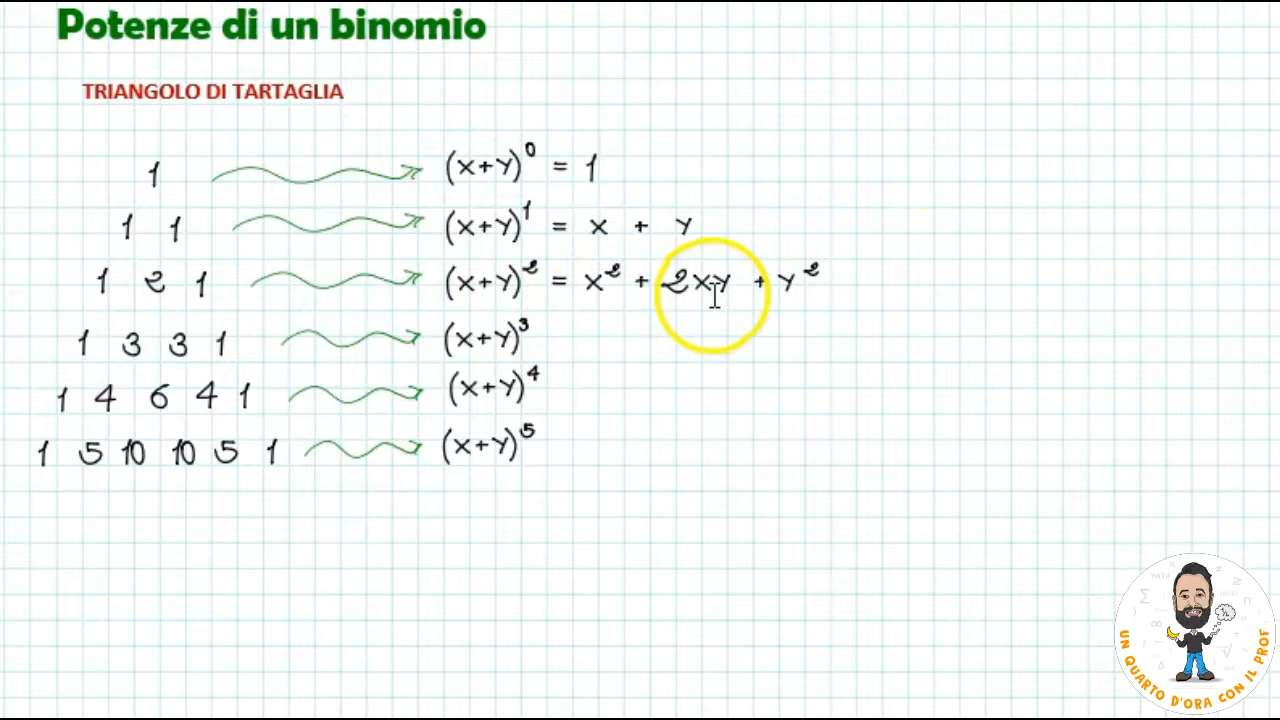 Potenze di un binomio
TRIANGOLO DI TARTAGLIA
1 (x+y)⁰ = 1
1 1 (x+y)¹ = x + y
1 2 1 (x+y)² = x² + 2xy + y²
1 3 3 1 (x+y)³
1 4 6 4 1 (x+y)⁴
1 5 10 10 5 1 (x+y)⁵
UN QUARTO D'ORA CON IL PROF